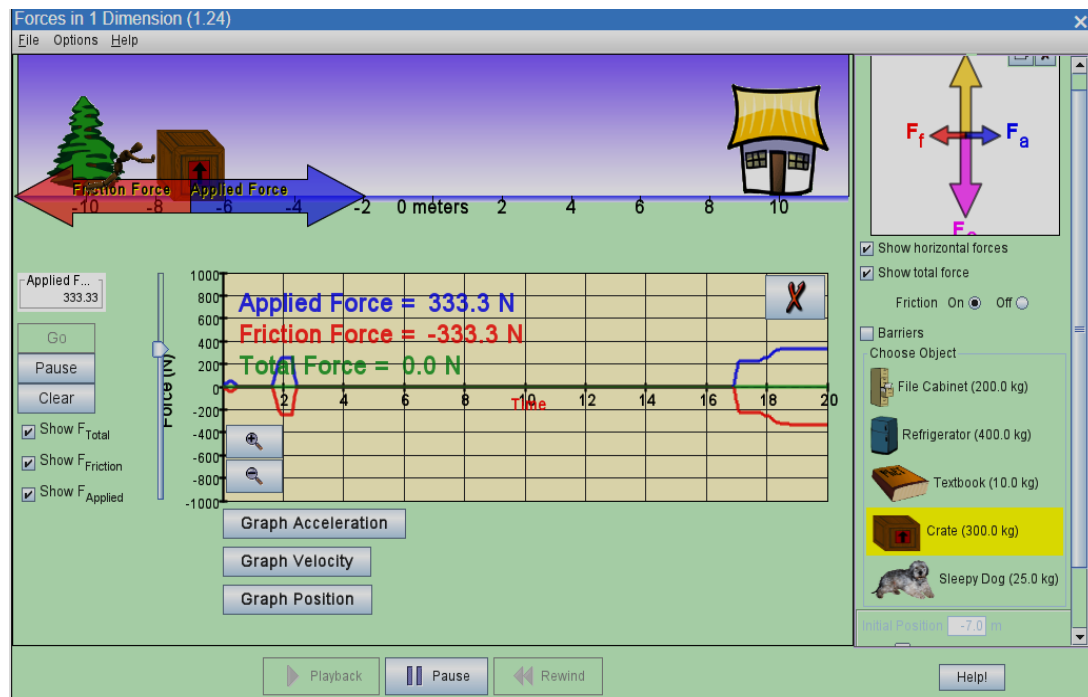 Forces in 1 Dimension (1.24)
File Options Help
Friction Force Applied Force
-10 -8 -6 -4 -2 0 meters 2 4 6 8 10
Ff Fa
Show horizontal forces
Show total force
Friction On Off
Barriers
Choose Object
File Cabinet (200.0 kg)
Refrigerator (400.0 kg)
Textbook (10.0 kg)
Crate (300.0 kg)
Sleepy Dog (25.0 kg)
Initial Position -7.0 m
Applied F...
333.33
Go
Pause
Clear
Show FTotal
Show FFriction
Show FApplied
Force (N)
1000
800
600
400
200
0
-200
-400
-600
-800
-1000
Applied Force = 333.3 N
Friction Force = -333.3 N
Total Force = 0.0 N
2 4 6 8 10 12 14 16 18 20
Time
Graph Acceleration
Graph Velocity
Graph Position
Playback Pause Rewind
Help!